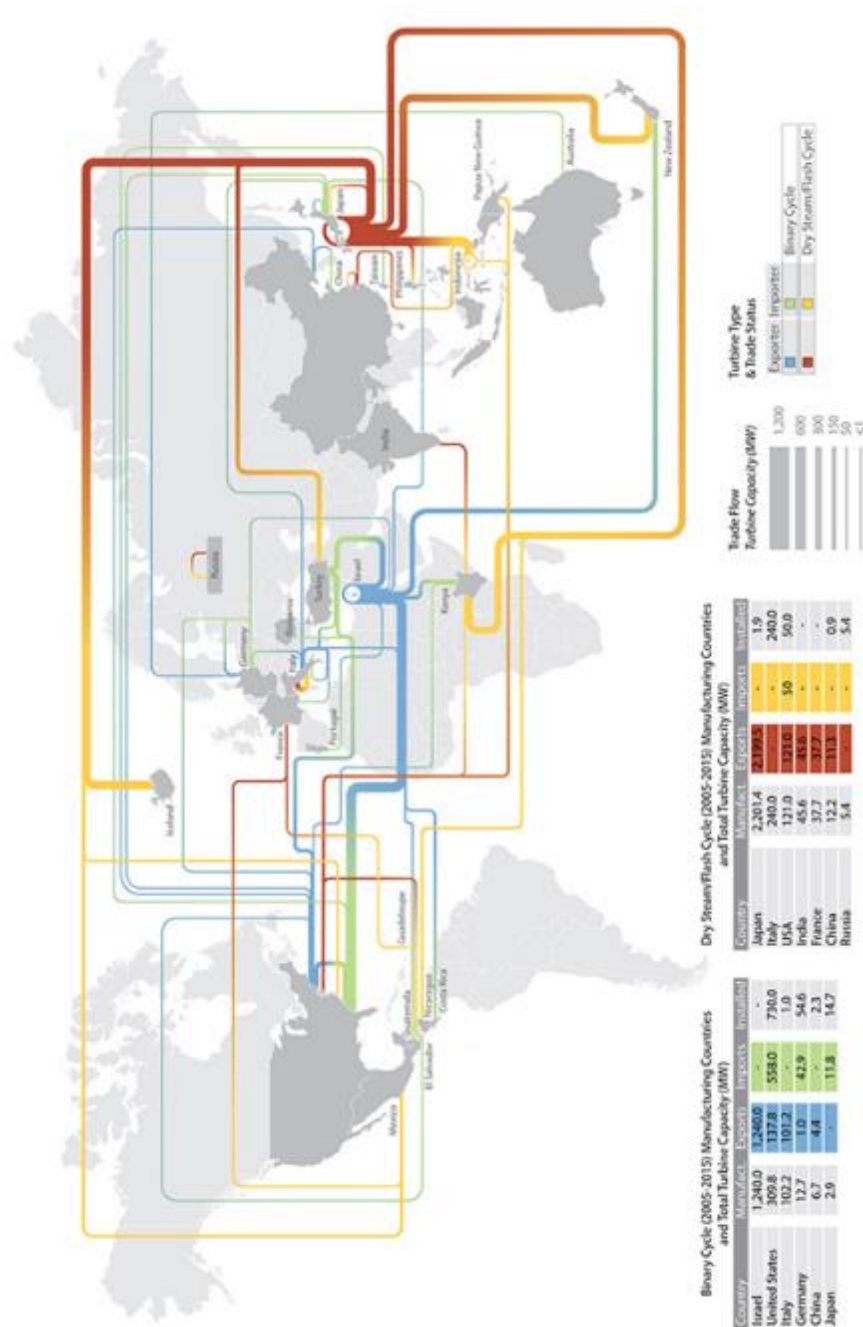 Iceland
Germany
Russia
France
Italy
Portugal
Turkey
Israel
Kenya
India
China
Japan
Taiwan
Philippines
Indonesia
Papua New Guinea
Australia
New Zealand
Mexico
Guadeloupe
Guatemala
El Salvador
Nicaragua
Costa Rica
Binary Cycle (2005-2015) Manufacturing Countries
and Total Turbine Capacity (MW)
Country Manufact. Exports Imports Installed
Israel 1,240.0 1,240.0 - -
United States 309.8 137.8 558.0 730.0
Italy 102.2 101.2 - 1.0
Germany 12.7 1.0 42.9 54.6
China 6.7 4.4 - 2.3
Japan 2.9 - 11.8 14.7
Dry Steam/Flash Cycle (2005-2015) Manufacturing Countries
and Total Turbine Capacity (MW)
Country Manufact. Exports Imports Installed
Japan 2,201.4 2,199.5 - 1.9
Italy 240.0 - - 240.0
USA 121.0 121.0 50 50.0
India 45.6 45.6 - -
France 37.7 37.7 - -
China 12.2 11.3 - 0.9
Russia 5.4 - - 5.4
Trade Flow
Turbine Capacity (MW)
1,200
600
300
150
50
<1
Turbine Type
& Trade Status
Exporter Importer
Binary Cycle
Dry Steam/Flash Cycle